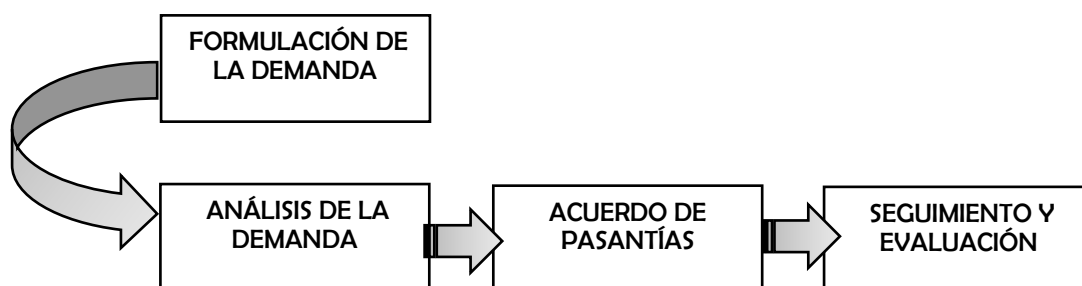 FORMULACIÓN DE
LA DEMANDA
ANÁLISIS DE LA
DEMANDA
ACUERDO DE
PASANTÍAS
SEGUIMIENTO Y
EVALUACIÓN